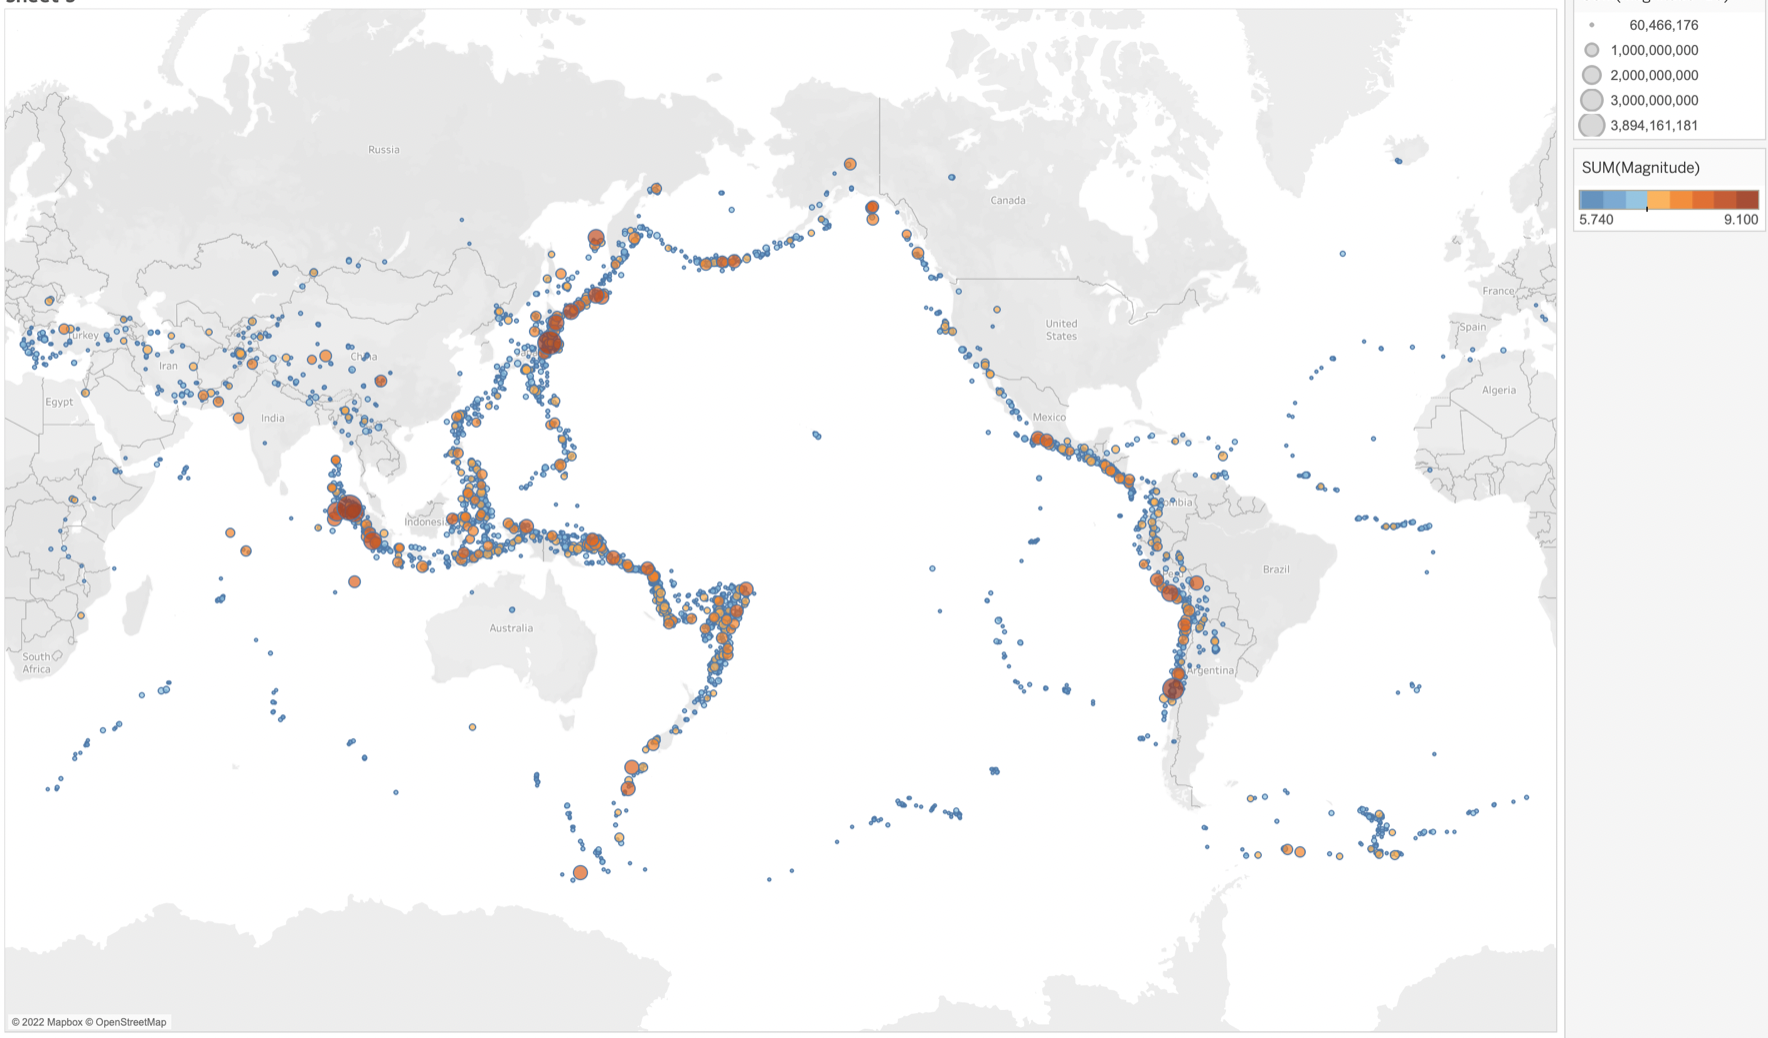 60,466,176
1,000,000,000
2,000,000,000
3,000,000,000
3,894,161,181
SUM(Magnitude)
5.740
9.100
Russia
Canada
France
Spain
United
States
Turkey
China
Iran
Algeria
Egypt
India
Mexico
Indonesi
Brazil
Australia
South
Africa
Argentina
© 2022 Mapbox © OpenStreetMap